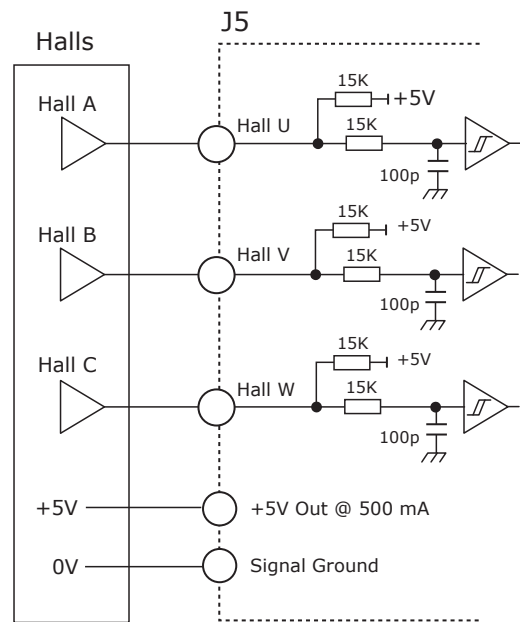 J5
Halls
15K
+5V
Hall A
Hall U
15K
100p
15K
+5V
Hall B
Hall V
15K
100p
15K
+5V
Hall C
Hall W
15K
100p
+5V
+5V Out @ 500 mA
0V
Signal Ground